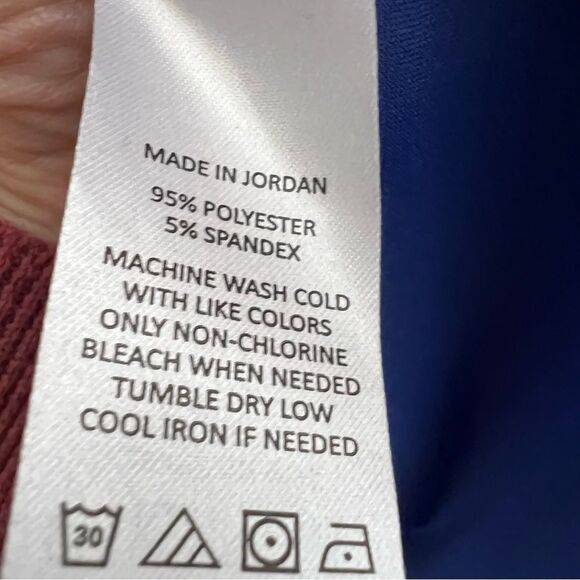 MADE IN JORDAN
95% POLYESTER
5% SPANDEX
MACHINE WASH COLD
WITH LIKE COLORS
ONLY NON-CHLORINE
BLEACH WHEN NEEDED
TUMBLE DRY LOW
COOL IRON IF NEEDED
30